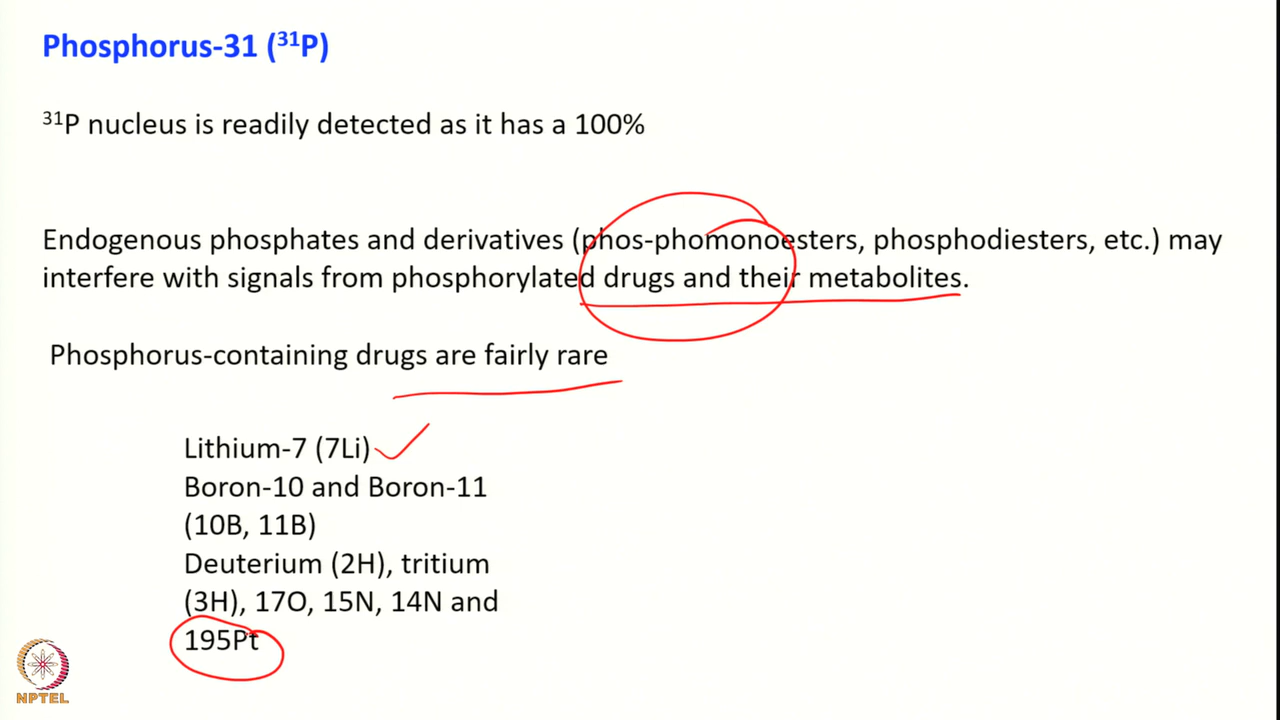 Phosphorus-31 (³¹P)
³¹P nucleus is readily detected as it has a 100%
Endogenous phosphates and derivatives (phos-phomonoesters, phosphodiesters, etc.) may
interfere with signals from phosphorylated drugs and their metabolites.
Phosphorus-containing drugs are fairly rare
Lithium-7 (7Li)
Boron-10 and Boron-11
(10B, 11B)
Deuterium (2H), tritium
(3H), 17O, 15N, 14N and
195Pt
NPTEL